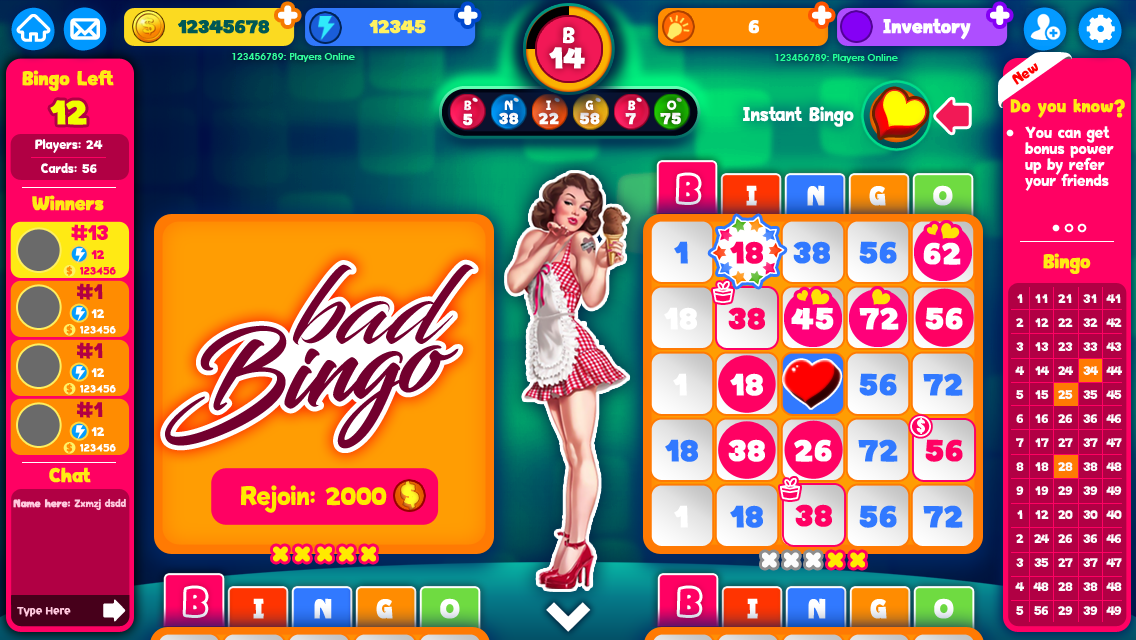 12345678
12345
B
14
6
Inventory
123456789: Players Online
123456789: Players Online
Bingo Left
12
Players: 24
Cards: 56
Winners
#13
12
$ 123456
#1
12
$ 123456
#1
12
$ 123456
#1
12
$ 123456
Chat
Name here: Zxmzj dsdd
Type Here
B N I G B O
5 38 22 58 7 75
Instant Bingo
bad
Bingo
Rejoin: 2000 $
B I N G O
1 18 38 56 62
18 38 45 72 56
1 18 56 72
18 38 26 72 $ 56
1 18 38 56 72
B I N G O
B I N G O
New
Do you know?
• You can get
bonus power
up by refer
your friends
Bingo
1 11 21 31 41
2 12 22 32 42
3 13 23 33 43
4 14 24 34 44
5 15 25 35 45
6 16 26 36 46
7 17 27 37 47
8 18 28 38 48
9 19 29 39 49
1 12 20 30 40
2 24 26 36 46
3 35 27 37 47
4 48 28 38 48
5 56 29 39 49